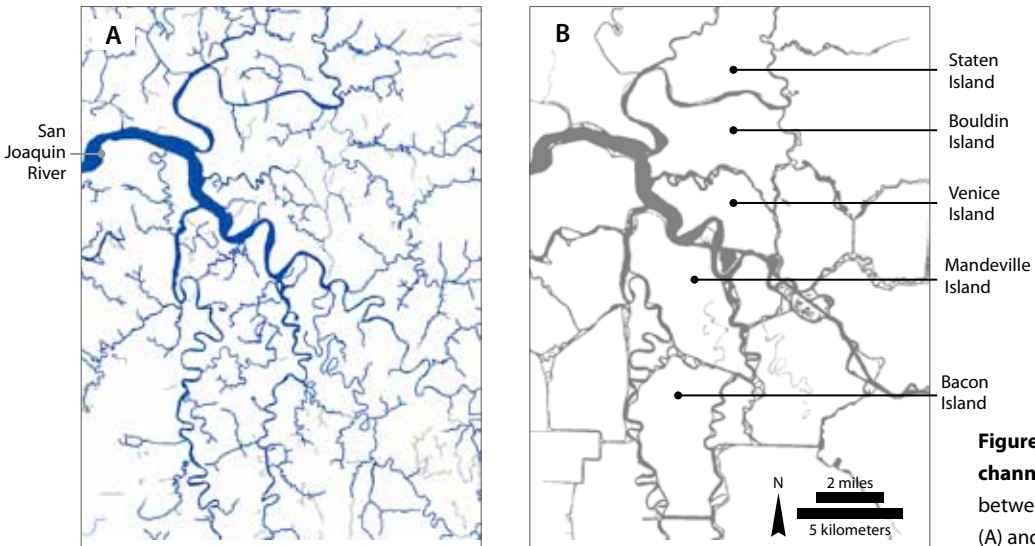 A
San
Joaquin
River
B
Staten
Island
Bouldin
Island
Venice
Island
Mandeville
Island
Bacon
Island
N
2 miles
5 kilometers
Figure
chann
betwe
(A) and